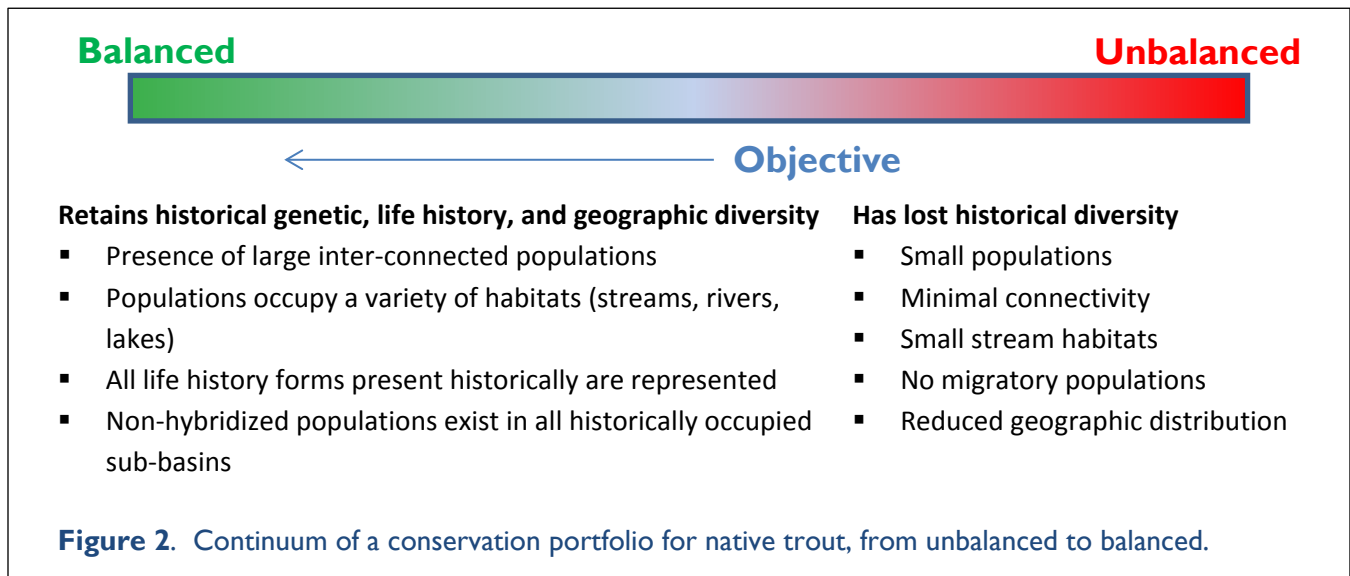 Balanced
Unbalanced
Objective
Retains historical genetic, life history, and geographic diversity
▪ Presence of large inter-connected populations
▪ Populations occupy a variety of habitats (streams, rivers,
lakes)
▪ All life history forms present historically are represented
▪ Non-hybridized populations exist in all historically occupied
sub-basins
Has lost historical diversity
▪ Small populations
▪ Minimal connectivity
▪ Small stream habitats
▪ No migratory populations
▪ Reduced geographic distribution
Figure 2. Continuum of a conservation portfolio for native trout, from unbalanced to balanced.